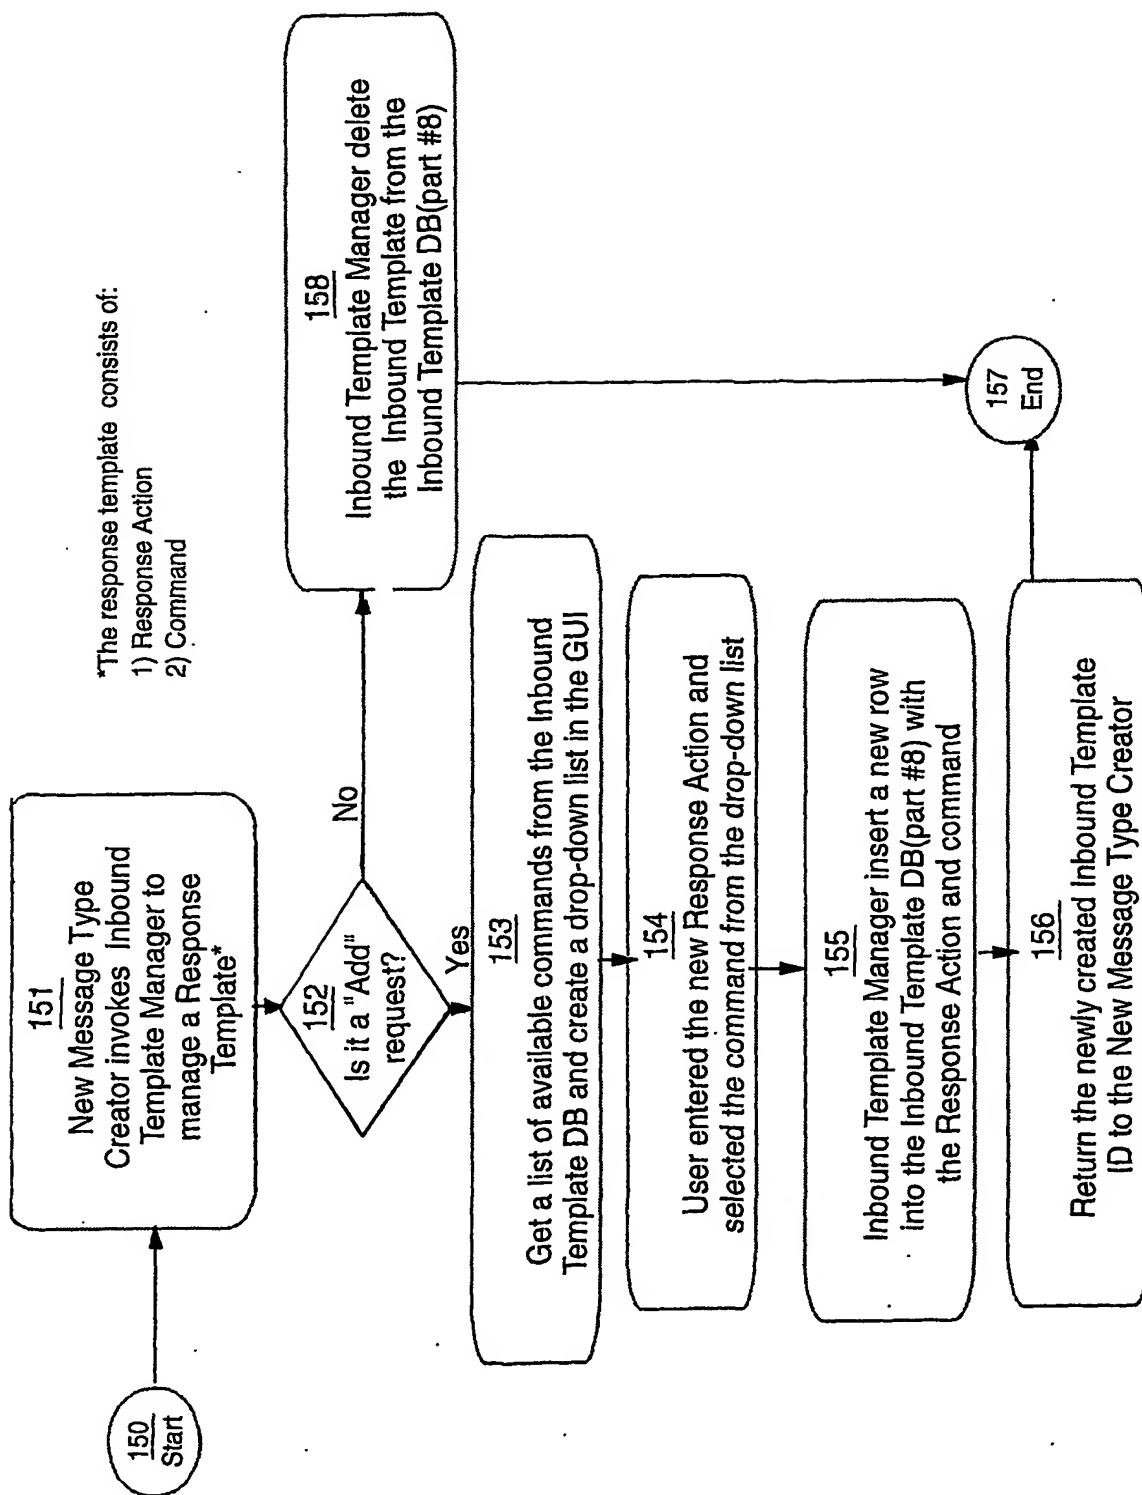 150
Start
151
New Message Type
Creator invokes Inbound
Template Manager to
manage a Response
Template*
*The response template consists of:
1) Response Action
2) Command
152
Is it a "Add"
request?
No
Yes
158
Inbound Template Manager delete
the Inbound Template from the
Inbound Template DB(part #8)
153
Get a list of available commands from the Inbound
Template DB and create a drop-down list in the GUI
154
User entered the new Response Action and
selected the command from the drop-down list
155
Inbound Template Manager insert a new row
into the Inbound Template DB(part #8) with
the Response Action and command
156
Return the newly created Inbound Template
ID to the New Message Type Creator
157
End